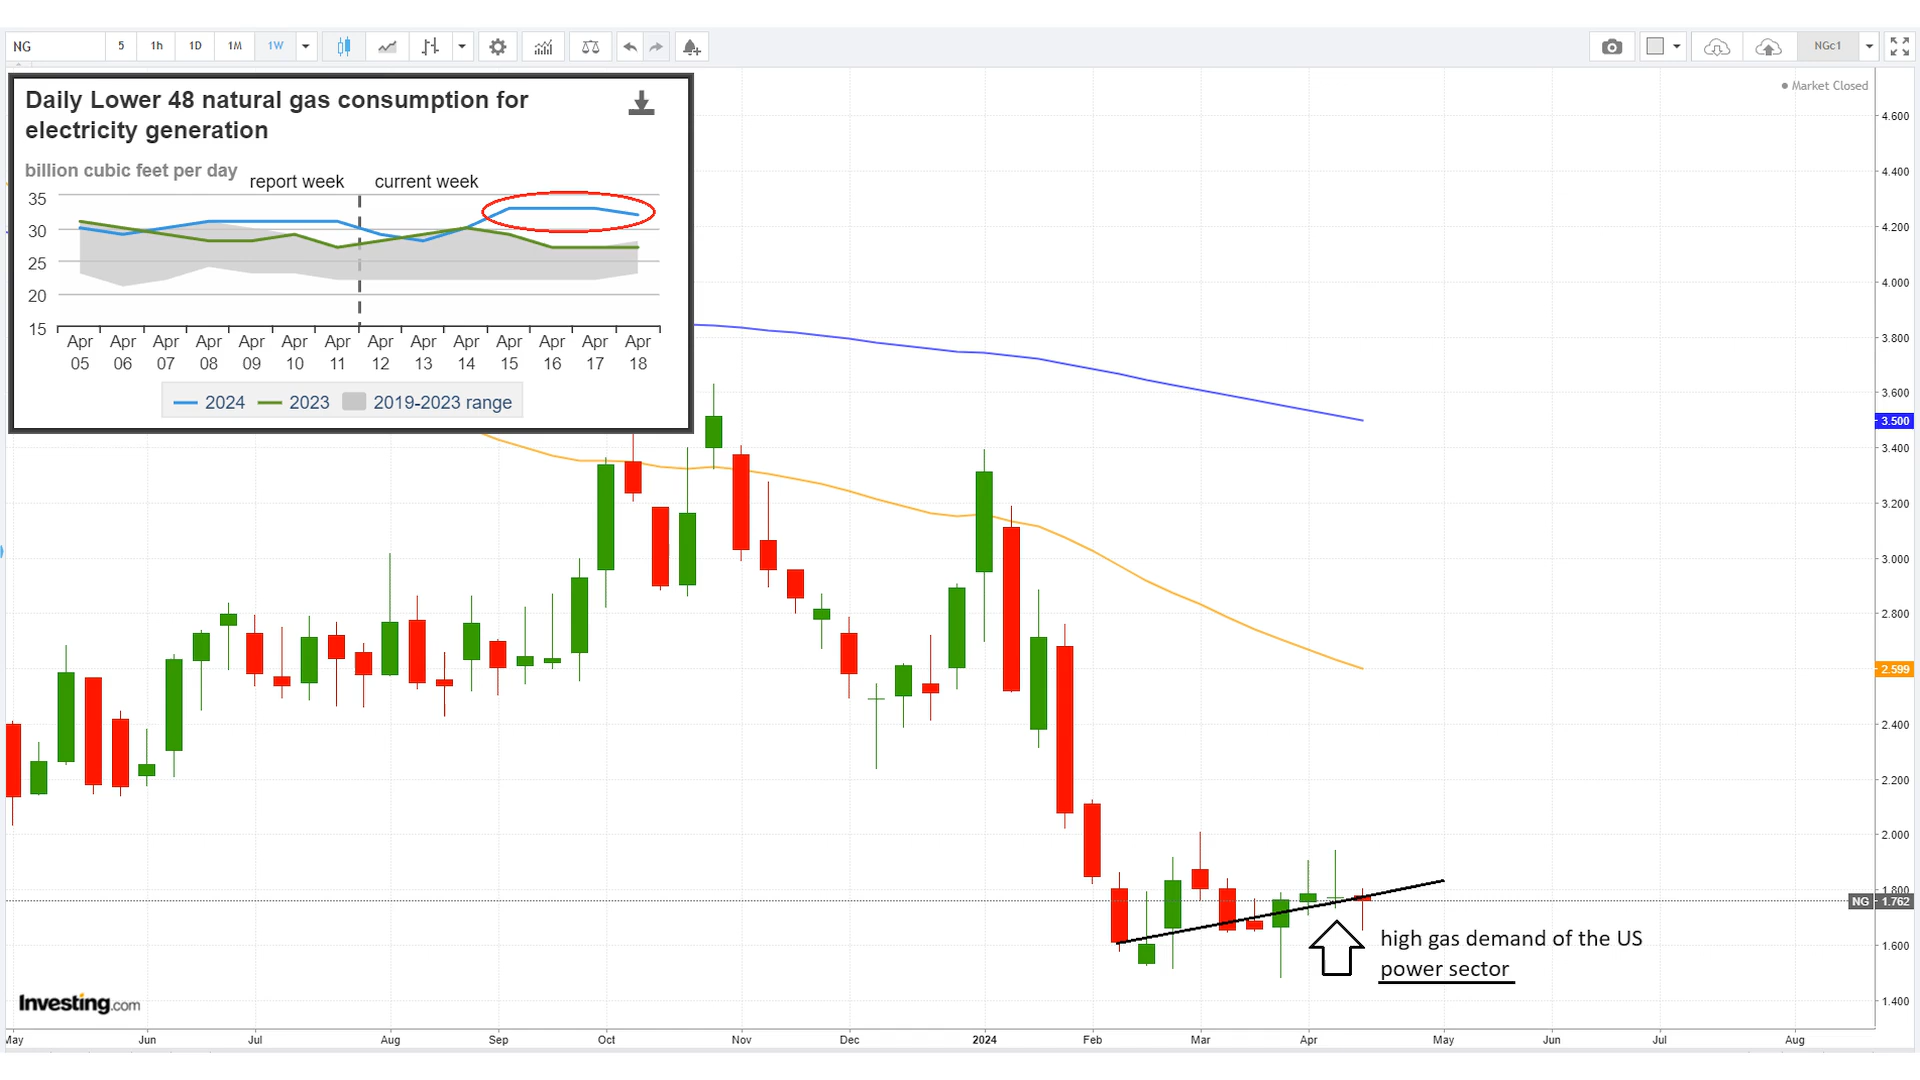 NG 5 1h 1D 1M 1W NGc1
Market Closed
Daily Lower 48 natural gas consumption for
electricity generation
billion cubic feet per day
report week current week
35
30
25
20
15
Apr Apr Apr Apr Apr Apr Apr Apr Apr Apr Apr Apr Apr Apr
05 06 07 08 09 10 11 12 13 14 15 16 17 18
2024 2023 2019-2023 range
4.600
4.400
4.200
4.000
3.800
3.600
3.500
3.400
3.200
3.000
2.800
2.599
2.400
2.200
2.000
1.800
NG 1.762
1.600
1.400
high gas demand of the US
power sector
Investing.com
May Jun Jul Aug Sep Oct Nov Dec 2024 Feb Mar Apr May Jun Jul Aug